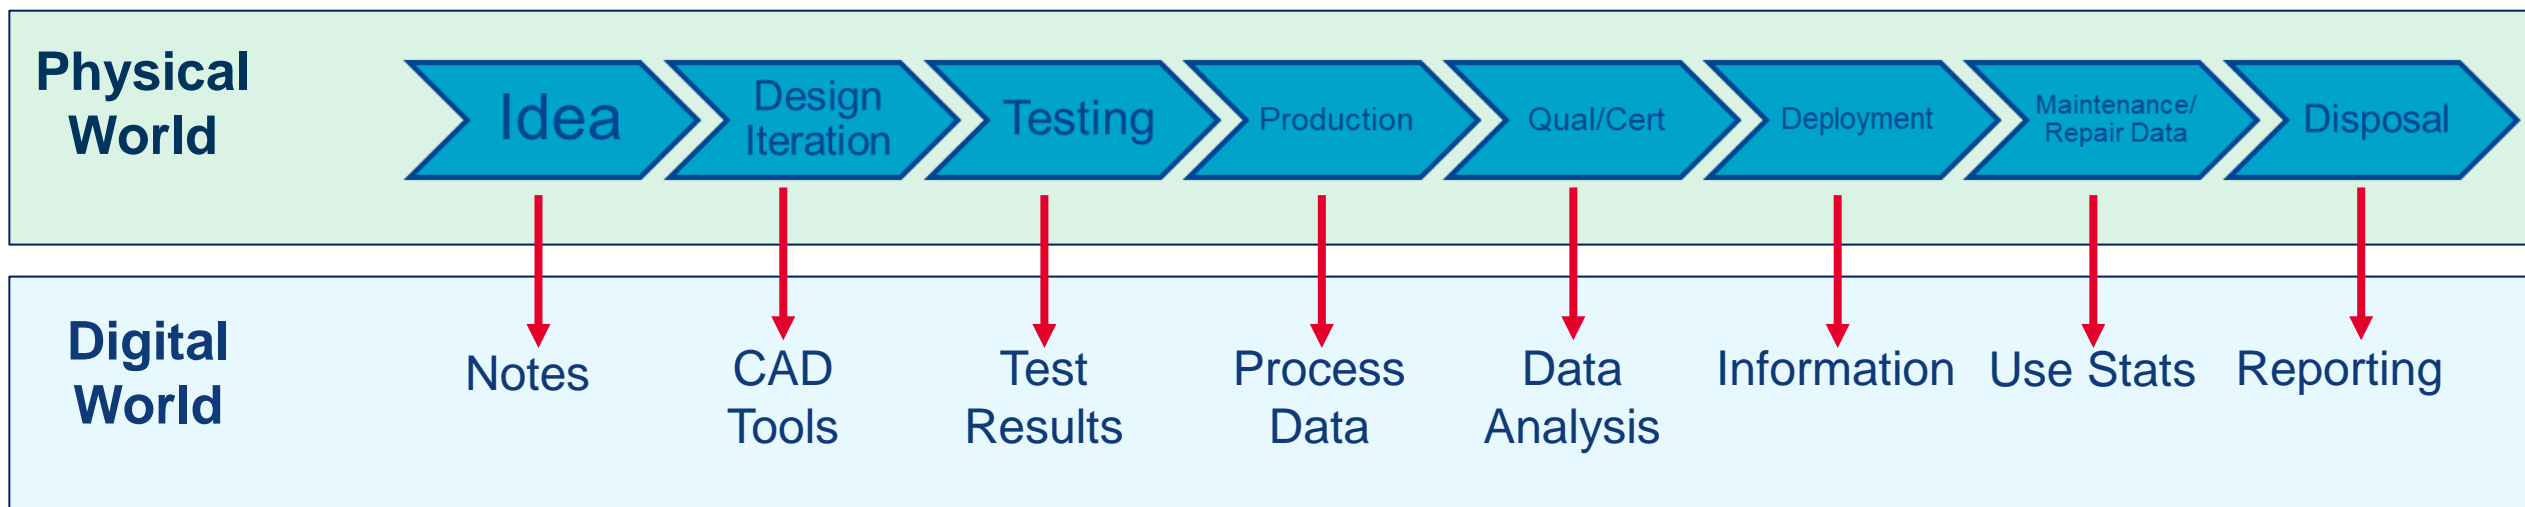 Physical
World
Idea
Design
Iteration
Testing
Production
Qual/Cert
Deployment
Maintenance/
Repair Data
Disposal
Digital
World
Notes
CAD
Tools
Test
Results
Process
Data
Data
Analysis
Information
Use Stats
Reporting